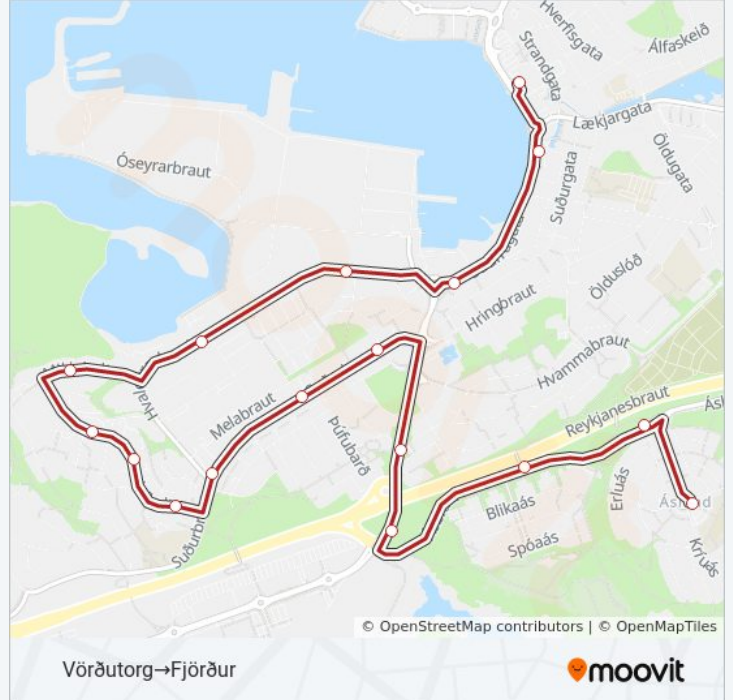 Hverfisgata
Strandgata
Álfaskeið
Lækjargata
Óseyrarbraut
Suðurgata
Öldugata
Ölduslóð
Hringbraut
Hvammabraut
Melabraut
Þúfubarð
Reykjanesbraut
Blikaás
Erluás
Spóaás
Kríuás
© OpenStreetMap contributors | © OpenMapTiles
Vörðutorg→Fjörður
moovit